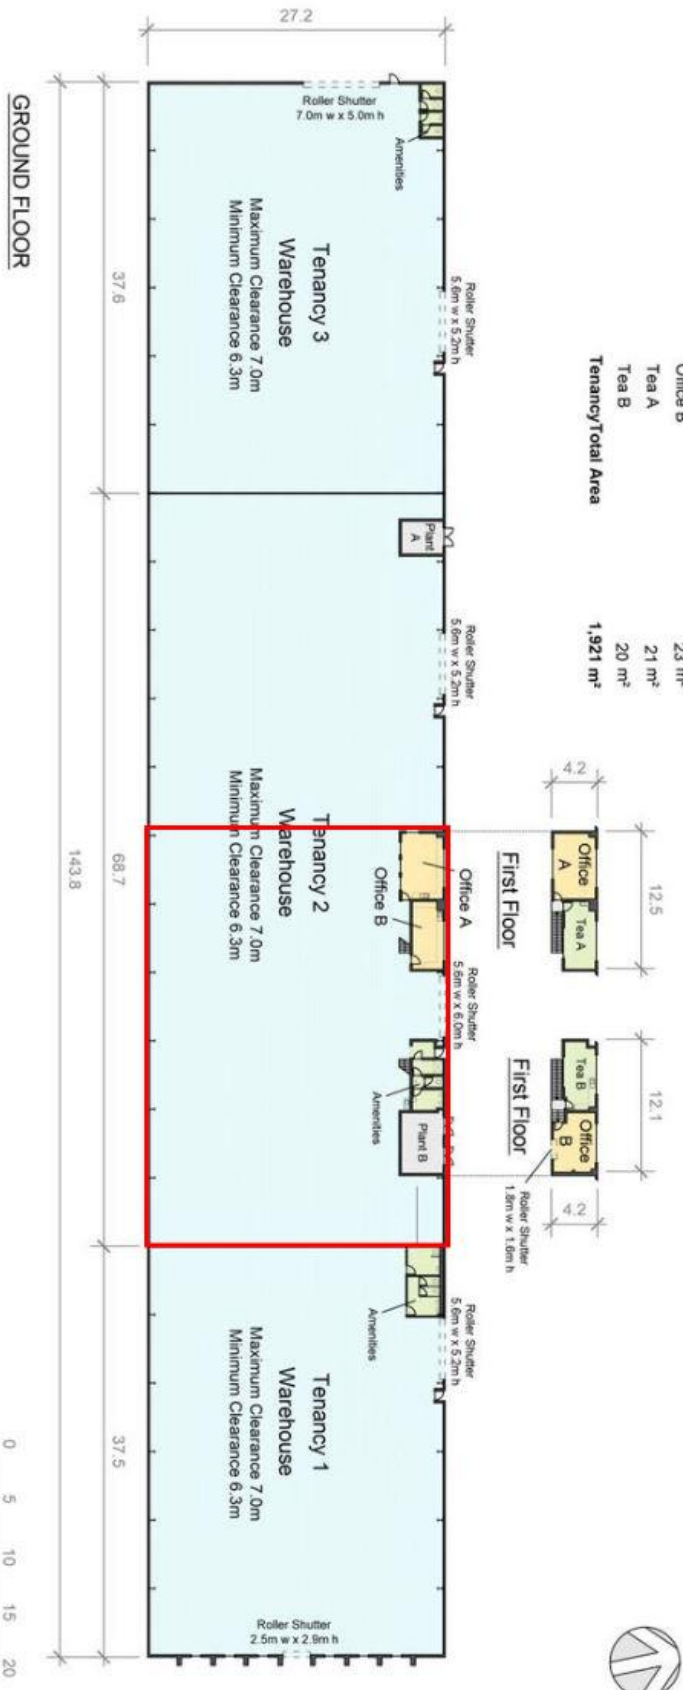 Office B 23 m²
Tea A 21 m²
Tea B 20 m²
TenancyTotal Area 1,921 m²
4.2
12.5
Office A
Tea A
First Floor
12.1
Tea B
Office B
First Floor
4.2
Roller Shutter
1.8m w x 1.6m h
27.2
Roller Shutter
7.0m w x 5.0m h
Amenities
Roller Shutter
5.6m w x 5.2m h
Tenancy 3
Warehouse
Maximum Clearance 7.0m
Minimum Clearance 6.3m
Plant A
Roller Shutter
5.6m w x 5.2m h
Tenancy 2
Warehouse
Maximum Clearance 7.0m
Minimum Clearance 6.3m
Office A
Office B
Roller Shutter
5.6m w x 6.0m h
Amenities
Plant B
Amenities
Roller Shutter
5.6m w x 5.2m h
Tenancy 1
Warehouse
Maximum Clearance 7.0m
Minimum Clearance 6.3m
Roller Shutter
2.5m w x 2.9m h
37.6
68.7
37.5
143.8
GROUND FLOOR
0 5 10 15 20